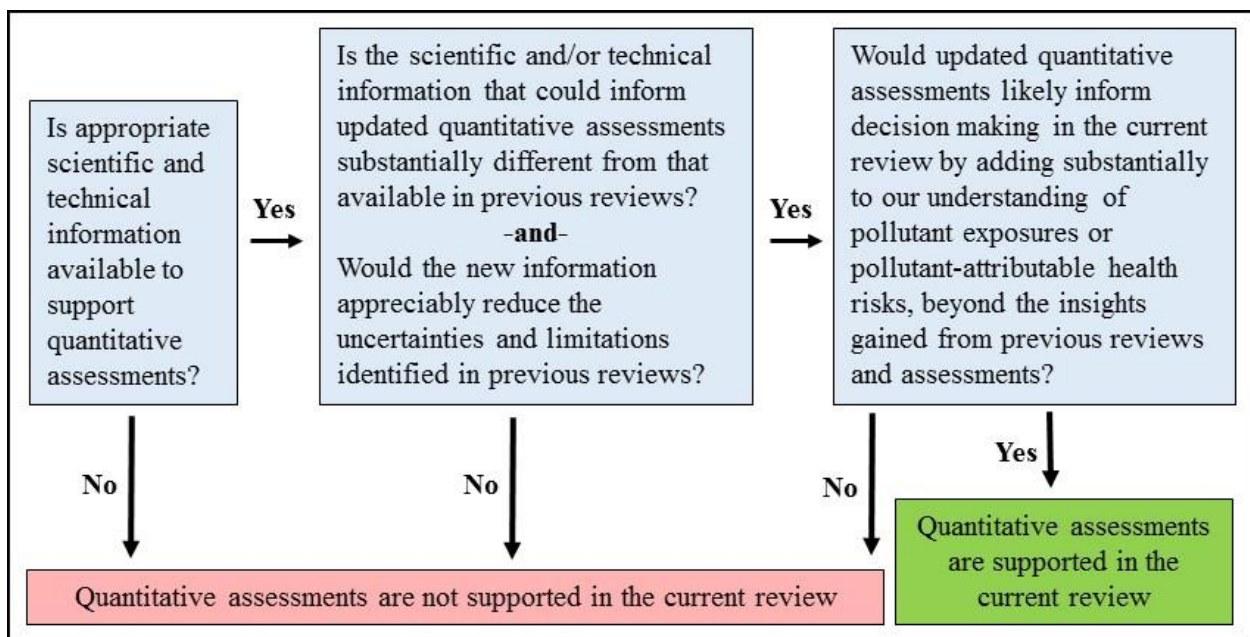 Is appropriate
scientific and
technical
information
available to
support
quantitative
assessments?
Yes
Is the scientific and/or technical
information that could inform
updated quantitative assessments
substantially different from that
available in previous reviews?
-and-
Would the new information
appreciably reduce the
uncertainties and limitations
identified in previous reviews?
Yes
Would updated quantitative
assessments likely inform
decision making in the current
review by adding substantially
to our understanding of
pollutant exposures or
pollutant-attributable health
risks, beyond the insights
gained from previous reviews
and assessments?
No
No
No
Yes
Quantitative assessments are not supported in the current review
Quantitative assessments
are supported in the
current review